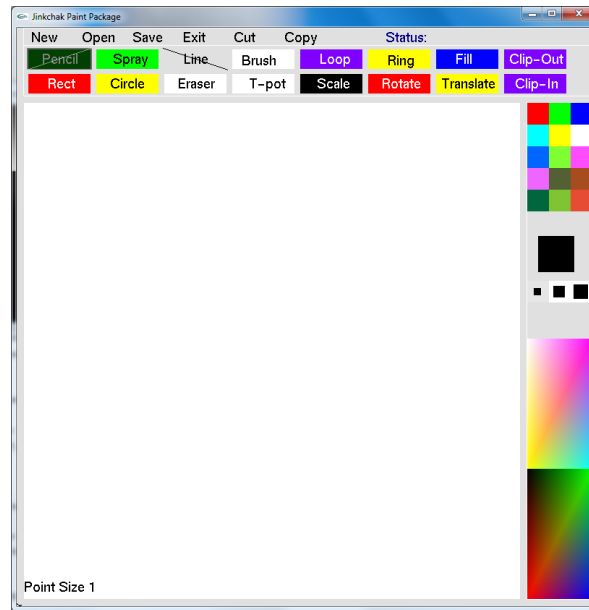 Jinkchak Paint Package
New Open Save Exit Cut Copy Status:
Pencil Spray Line Brush Loop Ring Fill Clip-Out
Rect Circle Eraser T-pot Scale Rotate Translate Clip-In
Point Size 1